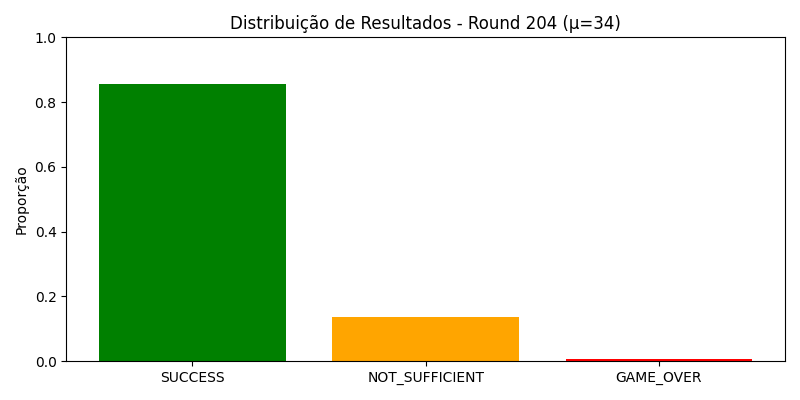 Distribuição de Resultados - Round 204 (μ=34)
1.0
0.8
0.6
0.4
0.2
0.0
Proporção
SUCCESS
NOT_SUFFICIENT
GAME_OVER